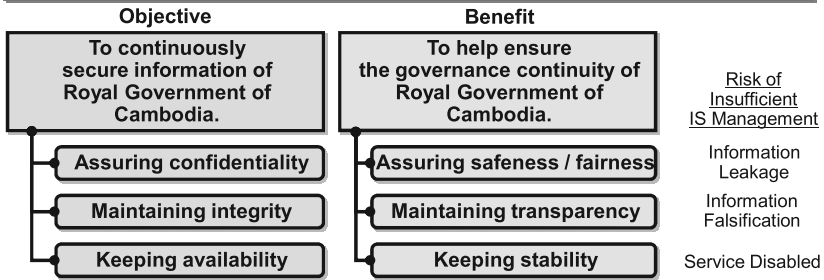 Objective
To continuously
secure information of
Royal Government of
Cambodia.
Assuring confidentiality
Maintaining integrity
Keeping availability
Benefit
To help ensure
the governance continuity of
Royal Government of
Cambodia.
Assuring safeness / fairness
Maintaining transparency
Keeping stability
Risk of
Insufficient
IS Management
Information
Leakage
Information
Falsification
Service Disabled